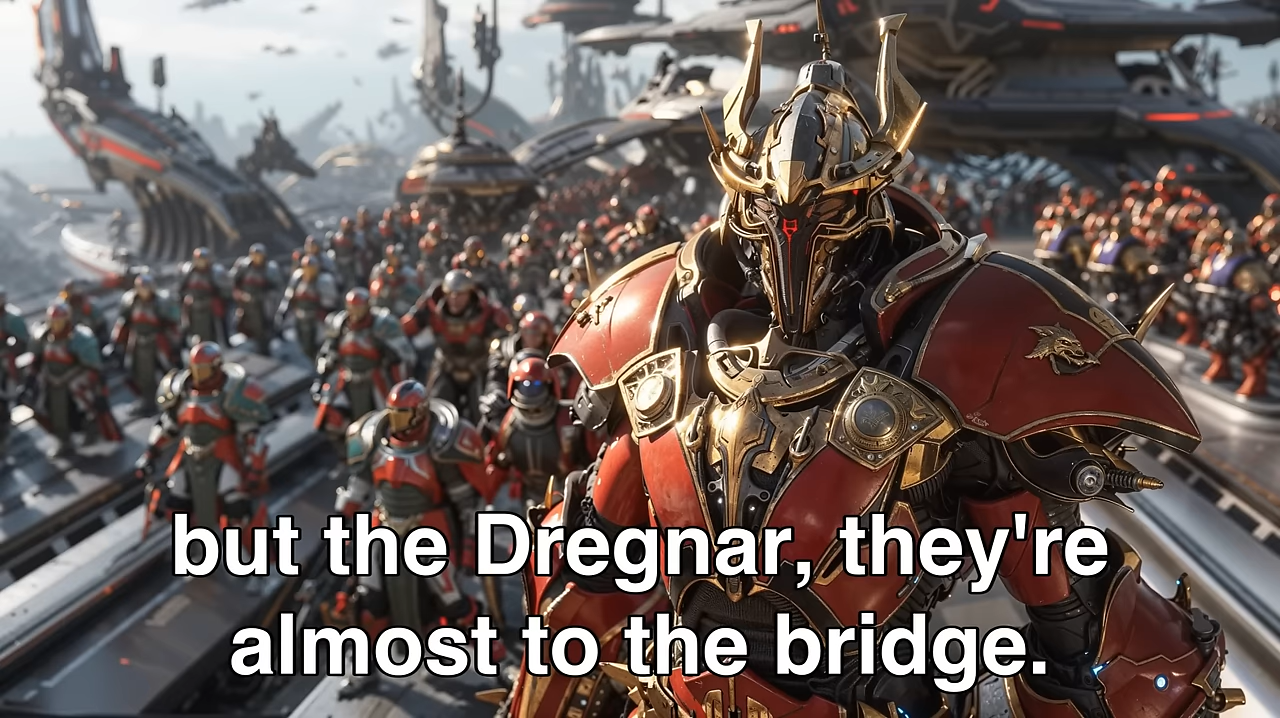 but the Dregnar, they're
almost to the bridge.